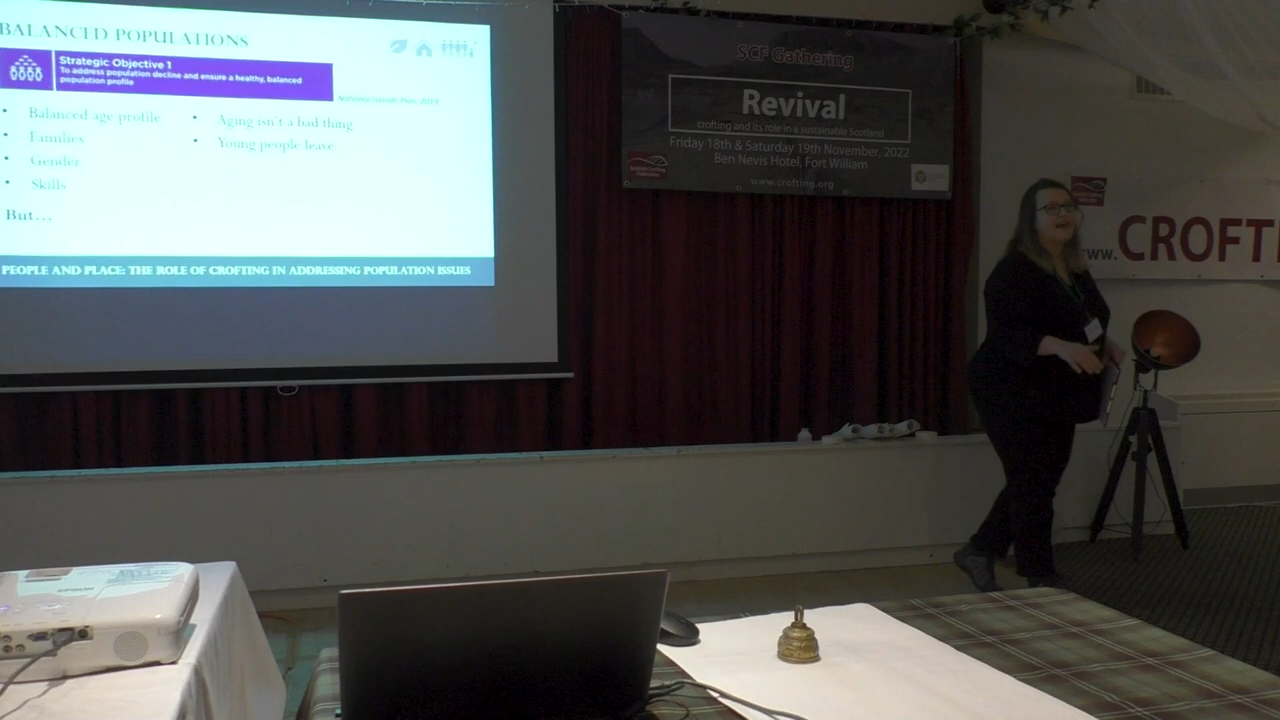 BALANCED POPULATIONS
Strategic Objective 1
To address population decline and ensure a healthy, balanced
population profile
National Islands Plan, 2019
• Balanced age profile
• Families
• Gender
• Skills
But…
• Aging isn't a bad thing
• Young people leave
PEOPLE AND PLACE: THE ROLE OF CROFTING IN ADDRESSING POPULATION ISSUES
SCF Gathering
Revival
crofting and its role in a sustainable Scotland
Friday 18th & Saturday 19th November, 2022
Ben Nevis Hotel, Fort William
www.crofting.org
www.CROFTI
EPSON